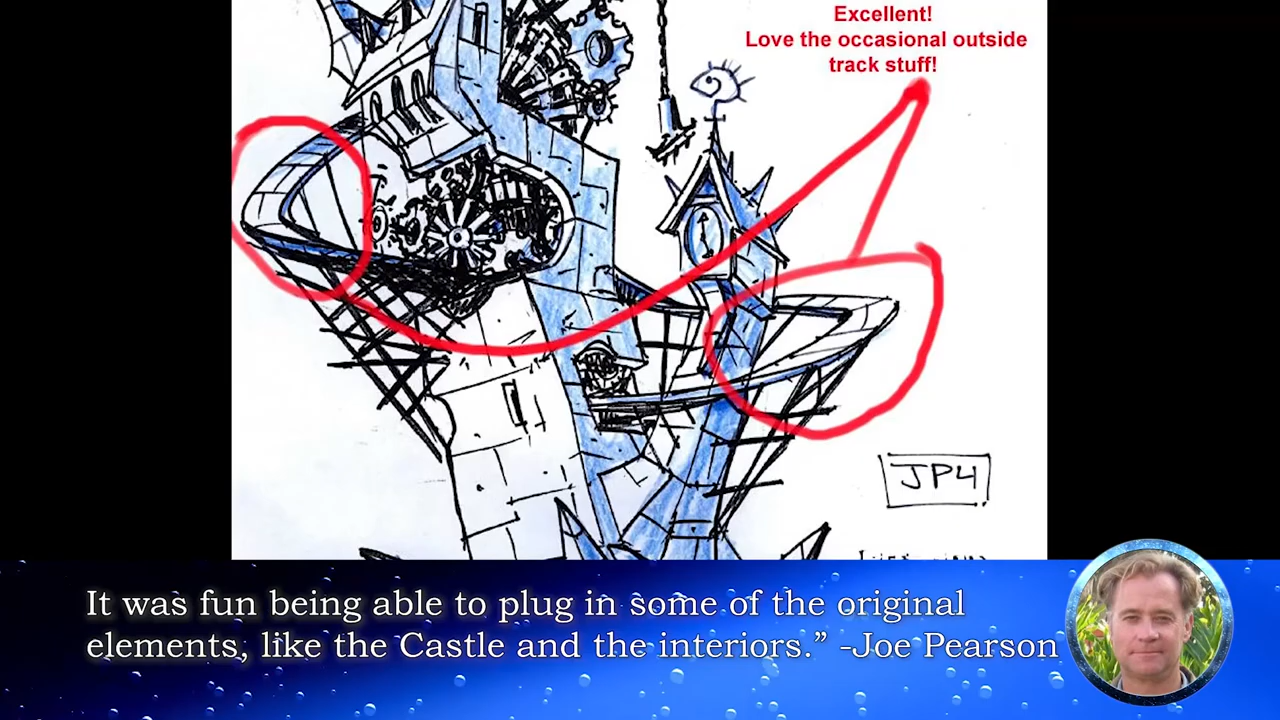 Excellent!
Love the occasional outside
track stuff!
JP4
It was fun being able to plug in some of the original
elements, like the Castle and the interiors.” -Joe Pearson